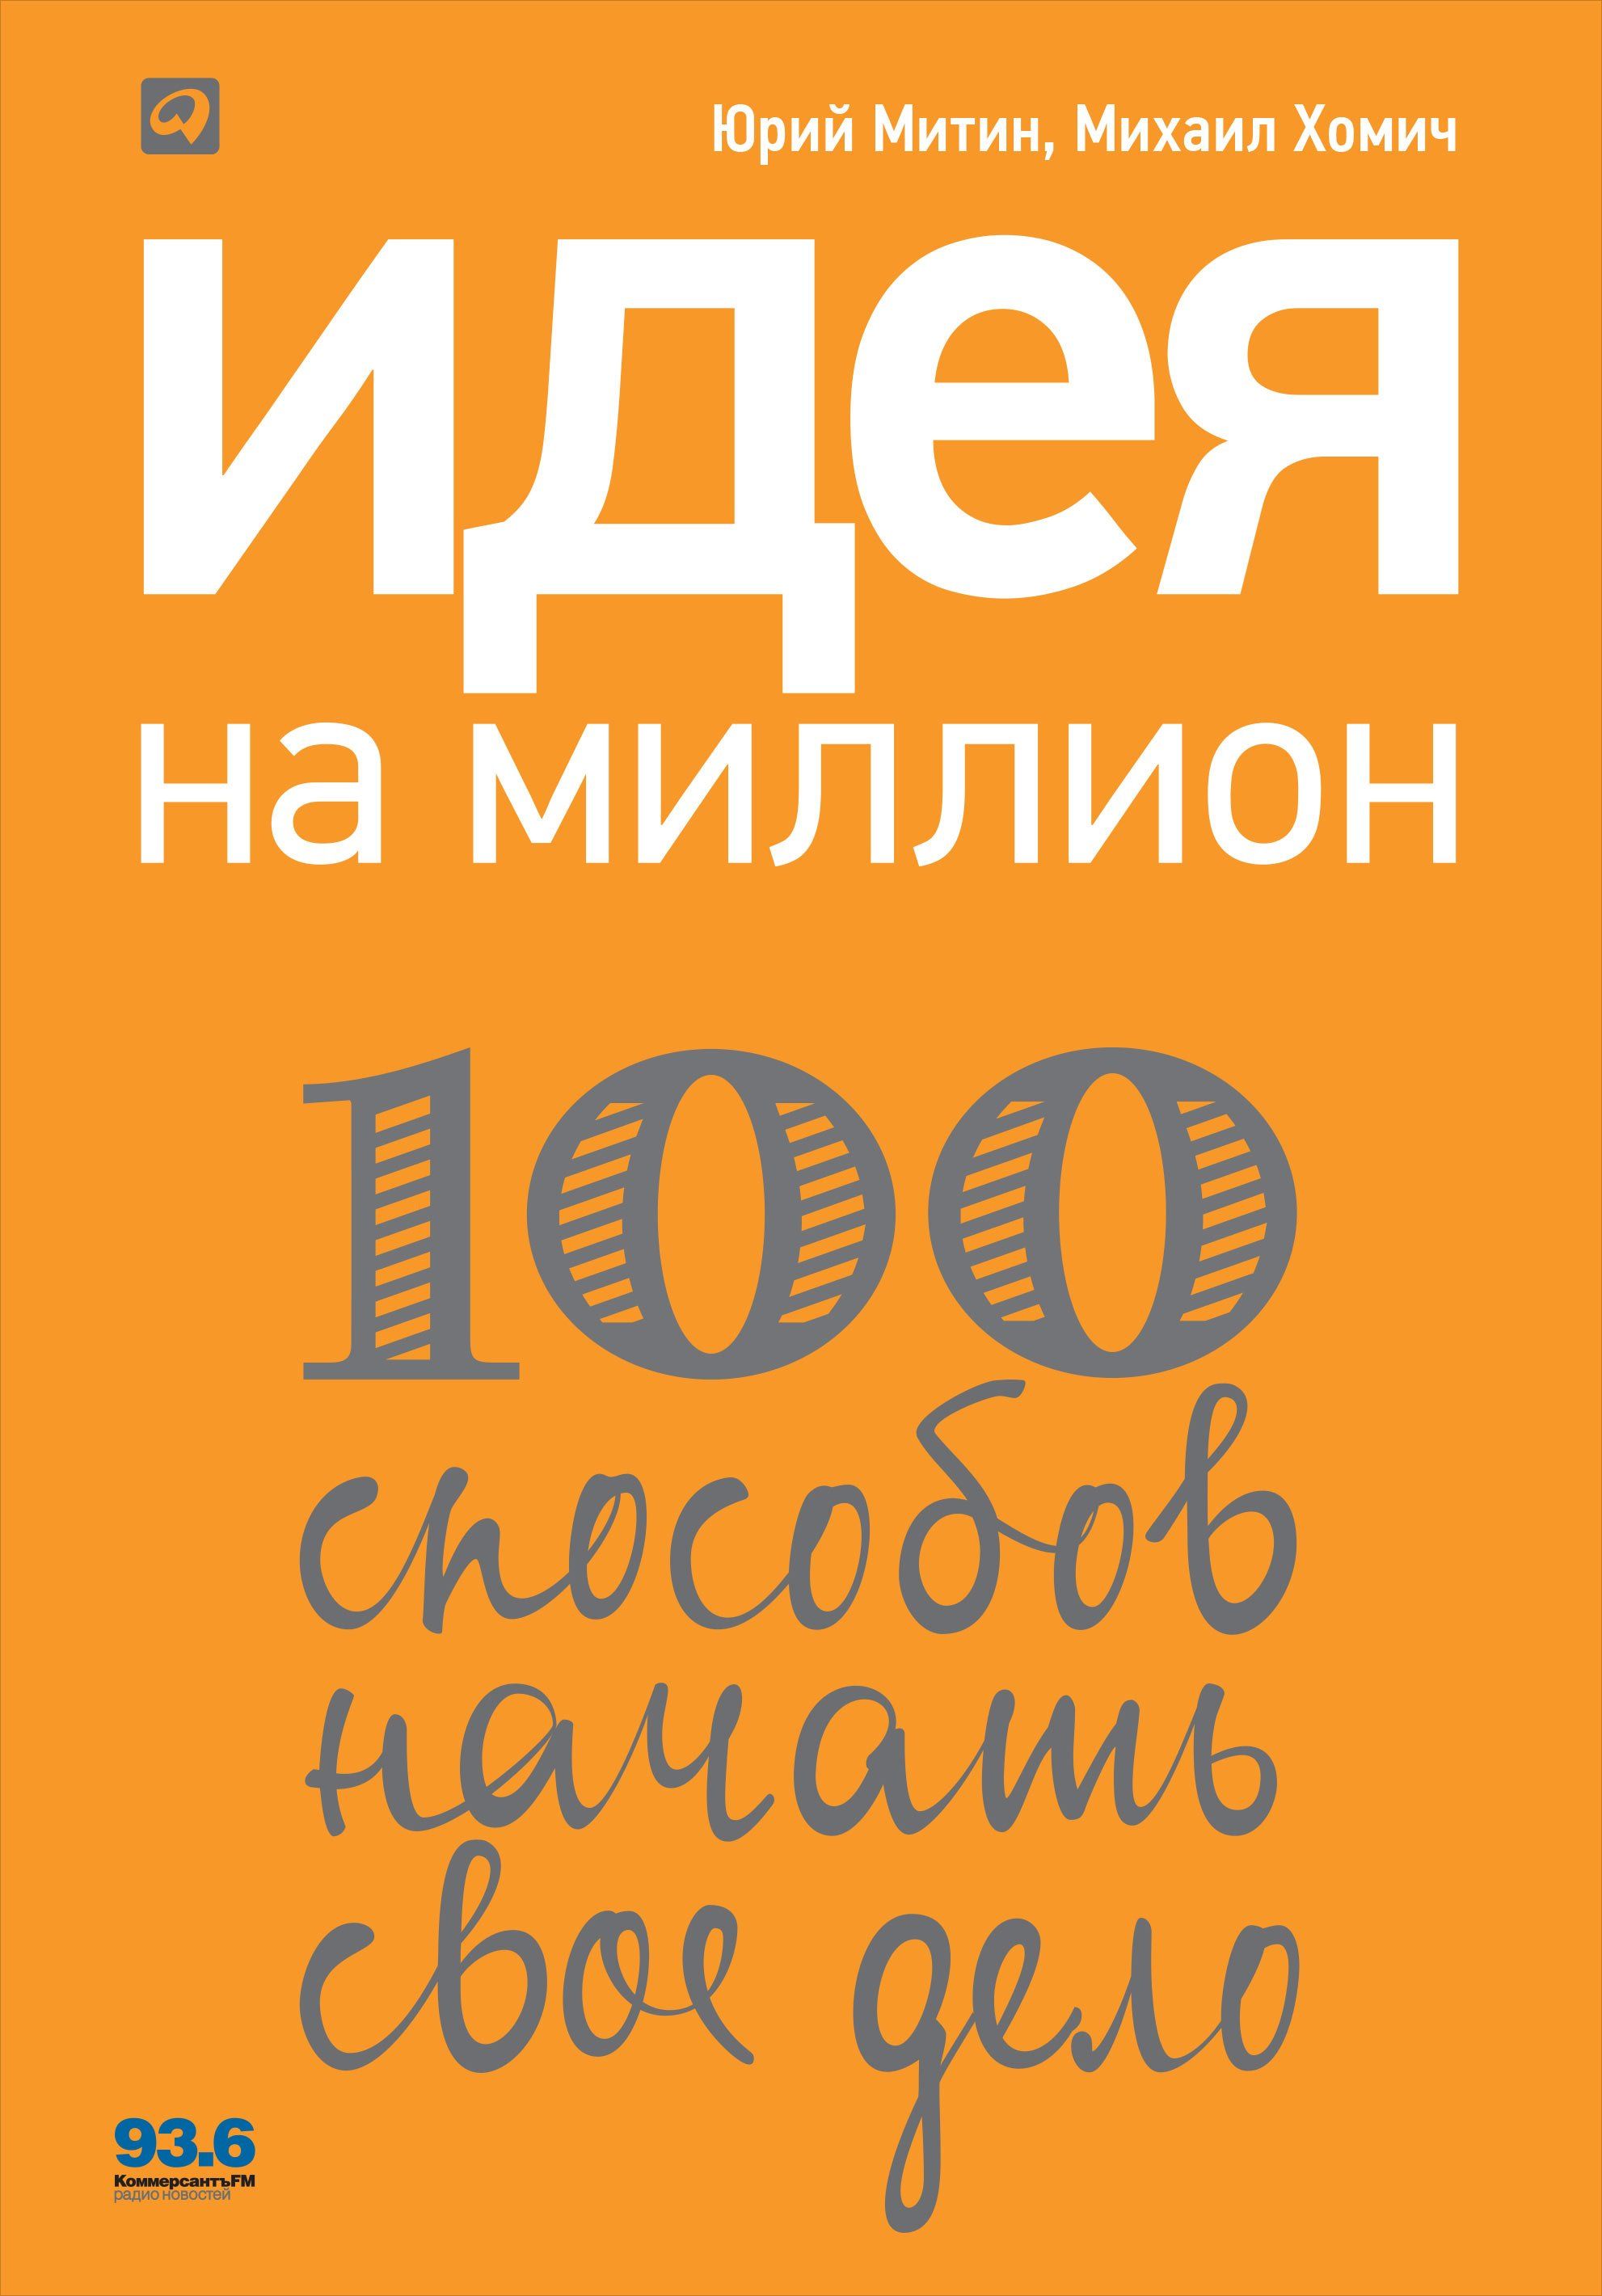 Юрий Митин, Михаил Хомич
идея
на миллион
100
способов
начать
свое дело
93.6
КоммерсантъFM
радио новостей